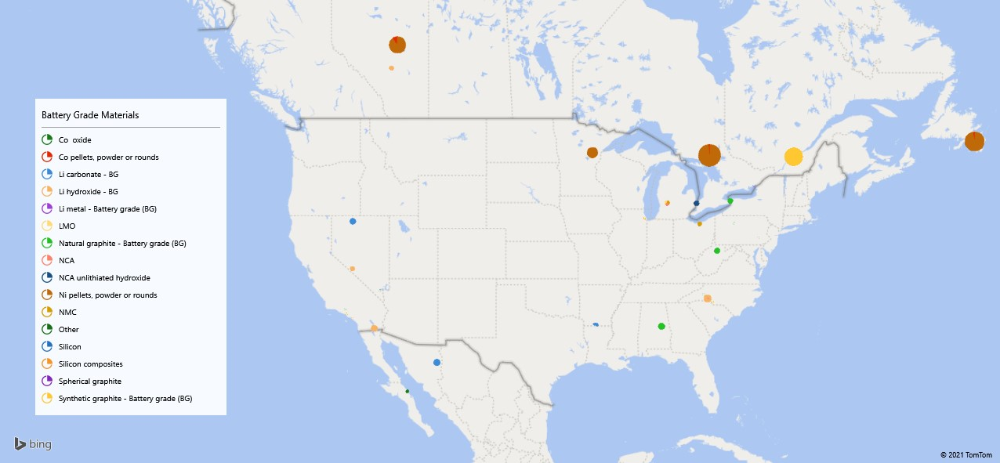 Battery Grade Materials
Co oxide
Co pellets, powder or rounds
Li carbonate - BG
Li hydroxide - BG
Li metal - Battery grade (BG)
LMO
Natural graphite - Battery grade (BG)
NCA
NCA unlithiated hydroxide
Ni pellets, powder or rounds
NMC
Other
Silicon
Silicon composites
Spherical graphite
Synthetic graphite - Battery grade (BG)
bing
© 2021 TomTom